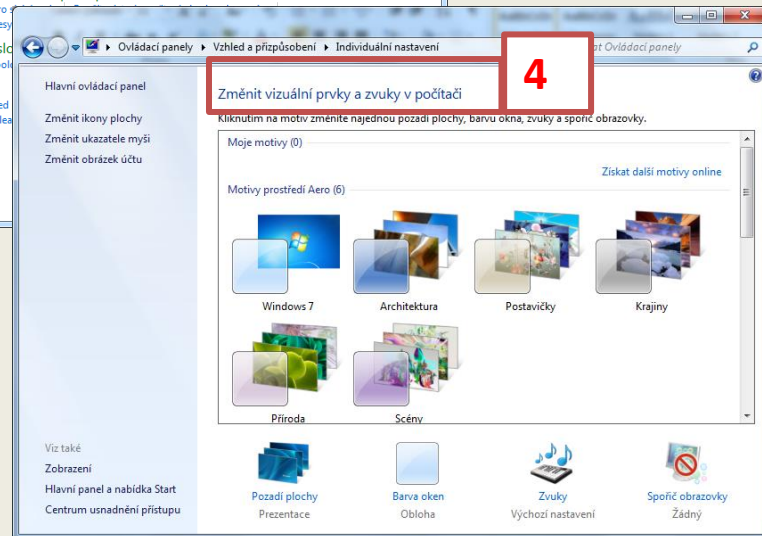 Ovládací panely ▸ Vzhled a přizpůsobení ▸ Individuální nastavení
Ovládací panely
4
Hlavní ovládací panel
Změnit ikony plochy
Změnit ukazatele myši
Změnit obrázek účtu
Změnit vizuální prvky a zvuky v počítači
Kliknutím na motiv změníte najednou pozadí plochy, barvu okna, zvuky a spořič obrazovky.
Moje motivy (0)
Získat další motivy online
Motivy prostředí Aero (6)
Windows 7
Architektura
Postavičky
Krajiny
Příroda
Scény
Viz také
Zobrazení
Hlavní panel a nabídka Start
Centrum usnadnění přístupu
Pozadí plochy
Prezentace
Barva oken
Obloha
Zvuky
Výchozí nastavení
Spořič obrazovky
Žádný